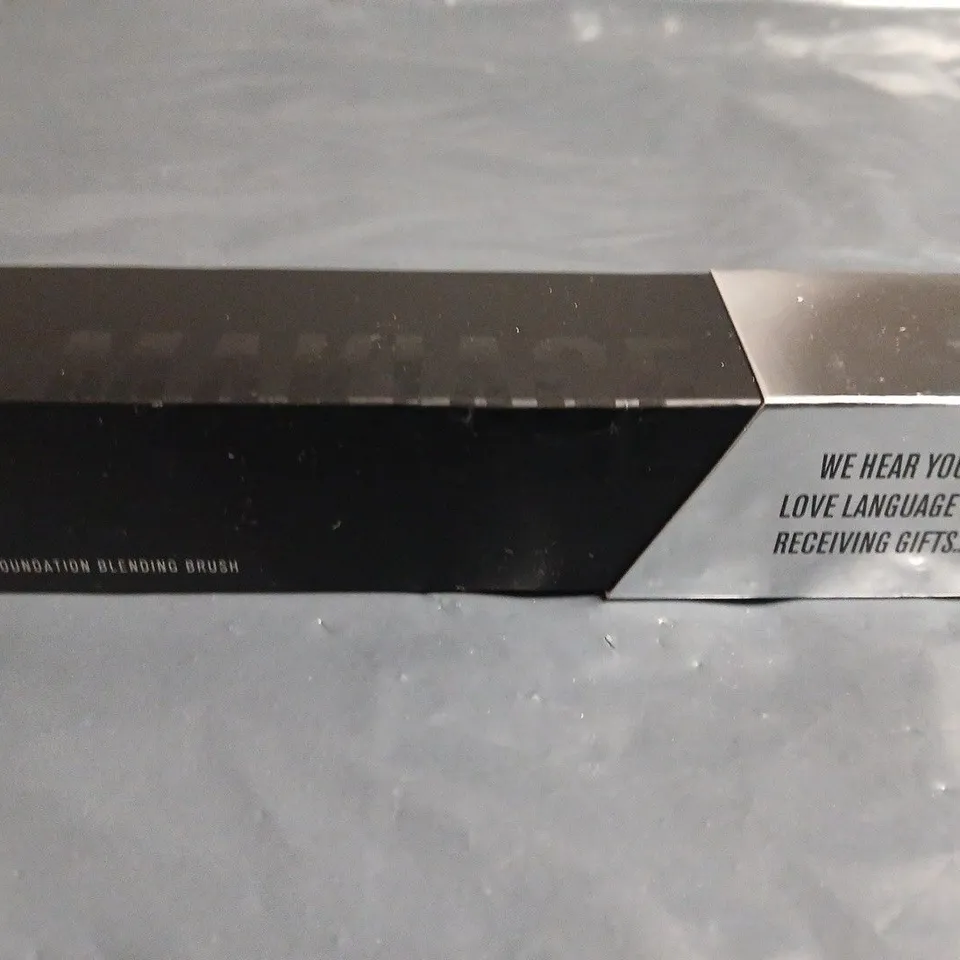 OUNDATION BLENDING BRUSH
WE HEAR YOU
LOVE LANGUAGE
RECEIVING GIFTS...